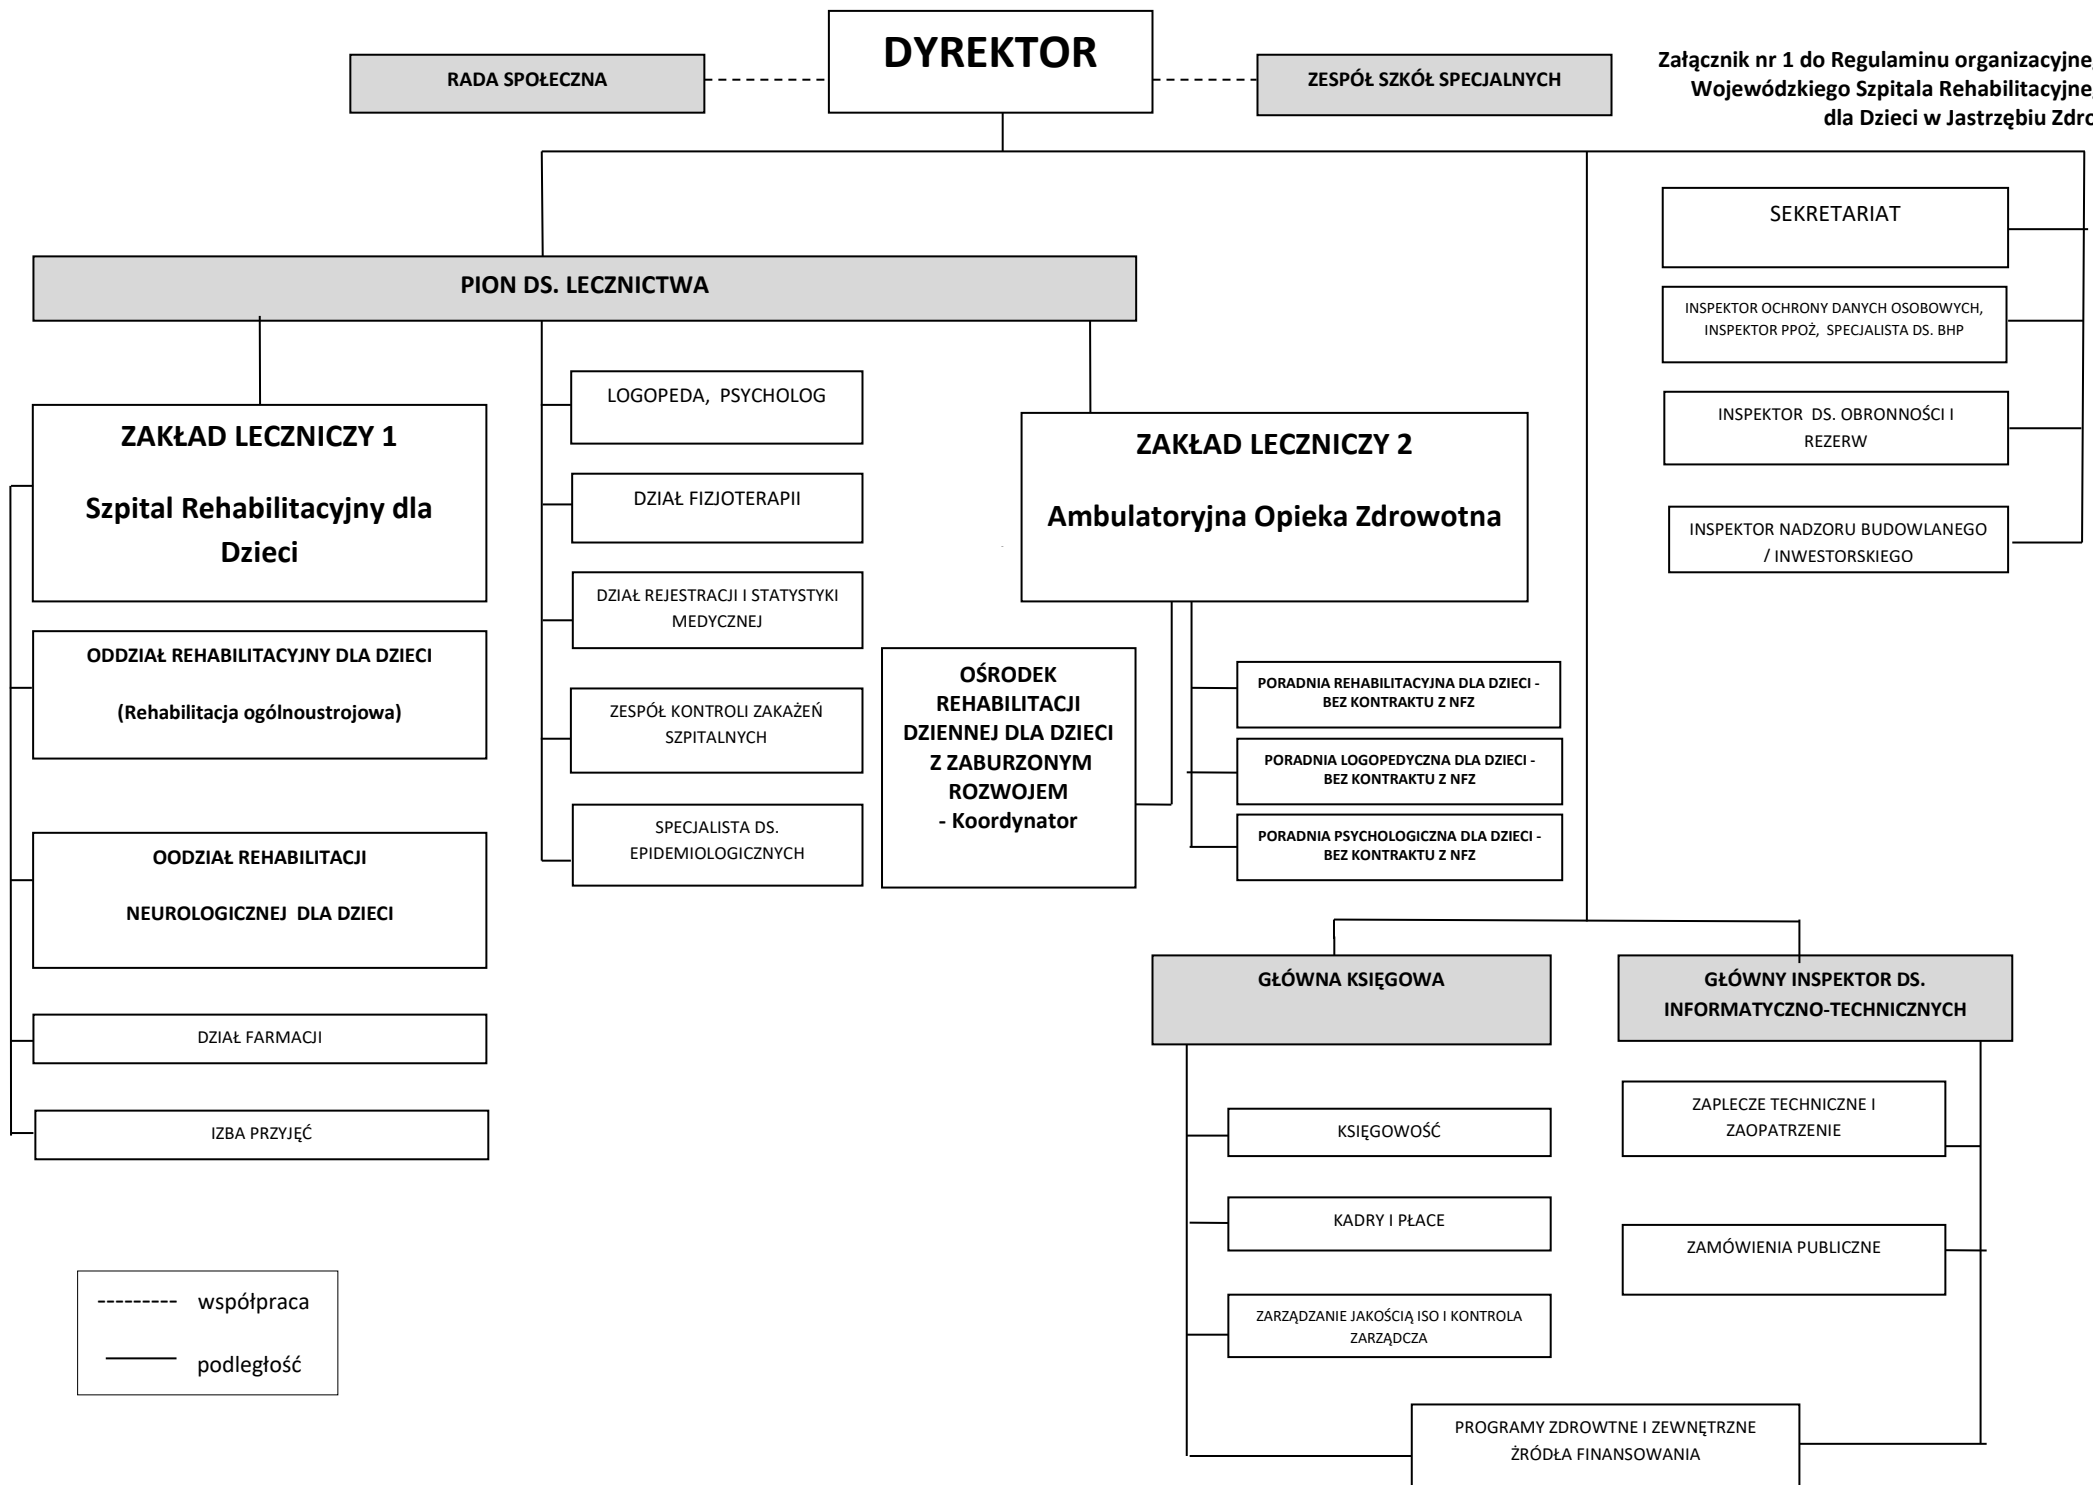 DYREKTOR
RADA SPOŁECZNA
ZESPÓŁ SZKÓŁ SPECJALNYCH
Załącznik nr 1 do Regulaminu organizacyjne
Wojewódzkiego Szpitala Rehabilitacyjne
dla Dzieci w Jastrzębiu Zdro
SEKRETARIAT
INSPEKTOR OCHRONY DANYCH OSOBOWYCH,
INSPEKTOR PPOŻ, SPECJALISTA DS. BHP
INSPEKTOR DS. OBRONNOŚCI I
REZERW
INSPEKTOR NADZORU BUDOWLANEGO
/ INWESTORSKIEGO
PION DS. LECZNICTWA
ZAKŁAD LECZNICZY 1
Szpital Rehabilitacyjny dla
Dzieci
ODDZIAŁ REHABILITACYJNY DLA DZIECI
(Rehabilitacja ogólnoustrojowa)
OODZIAŁ REHABILITACJI
NEUROLOGICZNEJ DLA DZIECI
DZIAŁ FARMACJI
IZBA PRZYJĘĆ
LOGOPEDA, PSYCHOLOG
DZIAŁ FIZJOTERAPII
DZIAŁ REJESTRACJI I STATYSTYKI
MEDYCZNEJ
ZESPÓŁ KONTROLI ZAKAŻEŃ
SZPITALNYCH
SPECJALISTA DS.
EPIDEMIOLOGICZNYCH
ZAKŁAD LECZNICZY 2
Ambulatoryjna Opieka Zdrowotna
OŚRODEK
REHABILITACJI
DZIENNEJ DLA DZIECI
Z ZABURZONYM
ROZWOJEM
- Koordynator
PORADNIA REHABILITACYJNA DLA DZIECI -
BEZ KONTRAKTU Z NFZ
PORADNIA LOGOPEDYCZNA DLA DZIECI -
BEZ KONTRAKTU Z NFZ
PORADNIA PSYCHOLOGICZNA DLA DZIECI -
BEZ KONTRAKTU Z NFZ
GŁÓWNA KSIĘGOWA
KSIĘGOWOŚĆ
KADRY I PŁACE
ZARZĄDZANIE JAKOŚCIĄ ISO I KONTROLA
ZARZĄDCZA
GŁÓWNY INSPEKTOR DS.
INFORMATYCZNO-TECHNICZNYCH
ZAPLECZE TECHNICZNE I
ZAOPATRZENIE
ZAMÓWIENIA PUBLICZNE
PROGRAMY ZDROWTNE I ZEWNĘTRZNE
ŻRÓDŁA FINANSOWANIA
współpraca
podległość